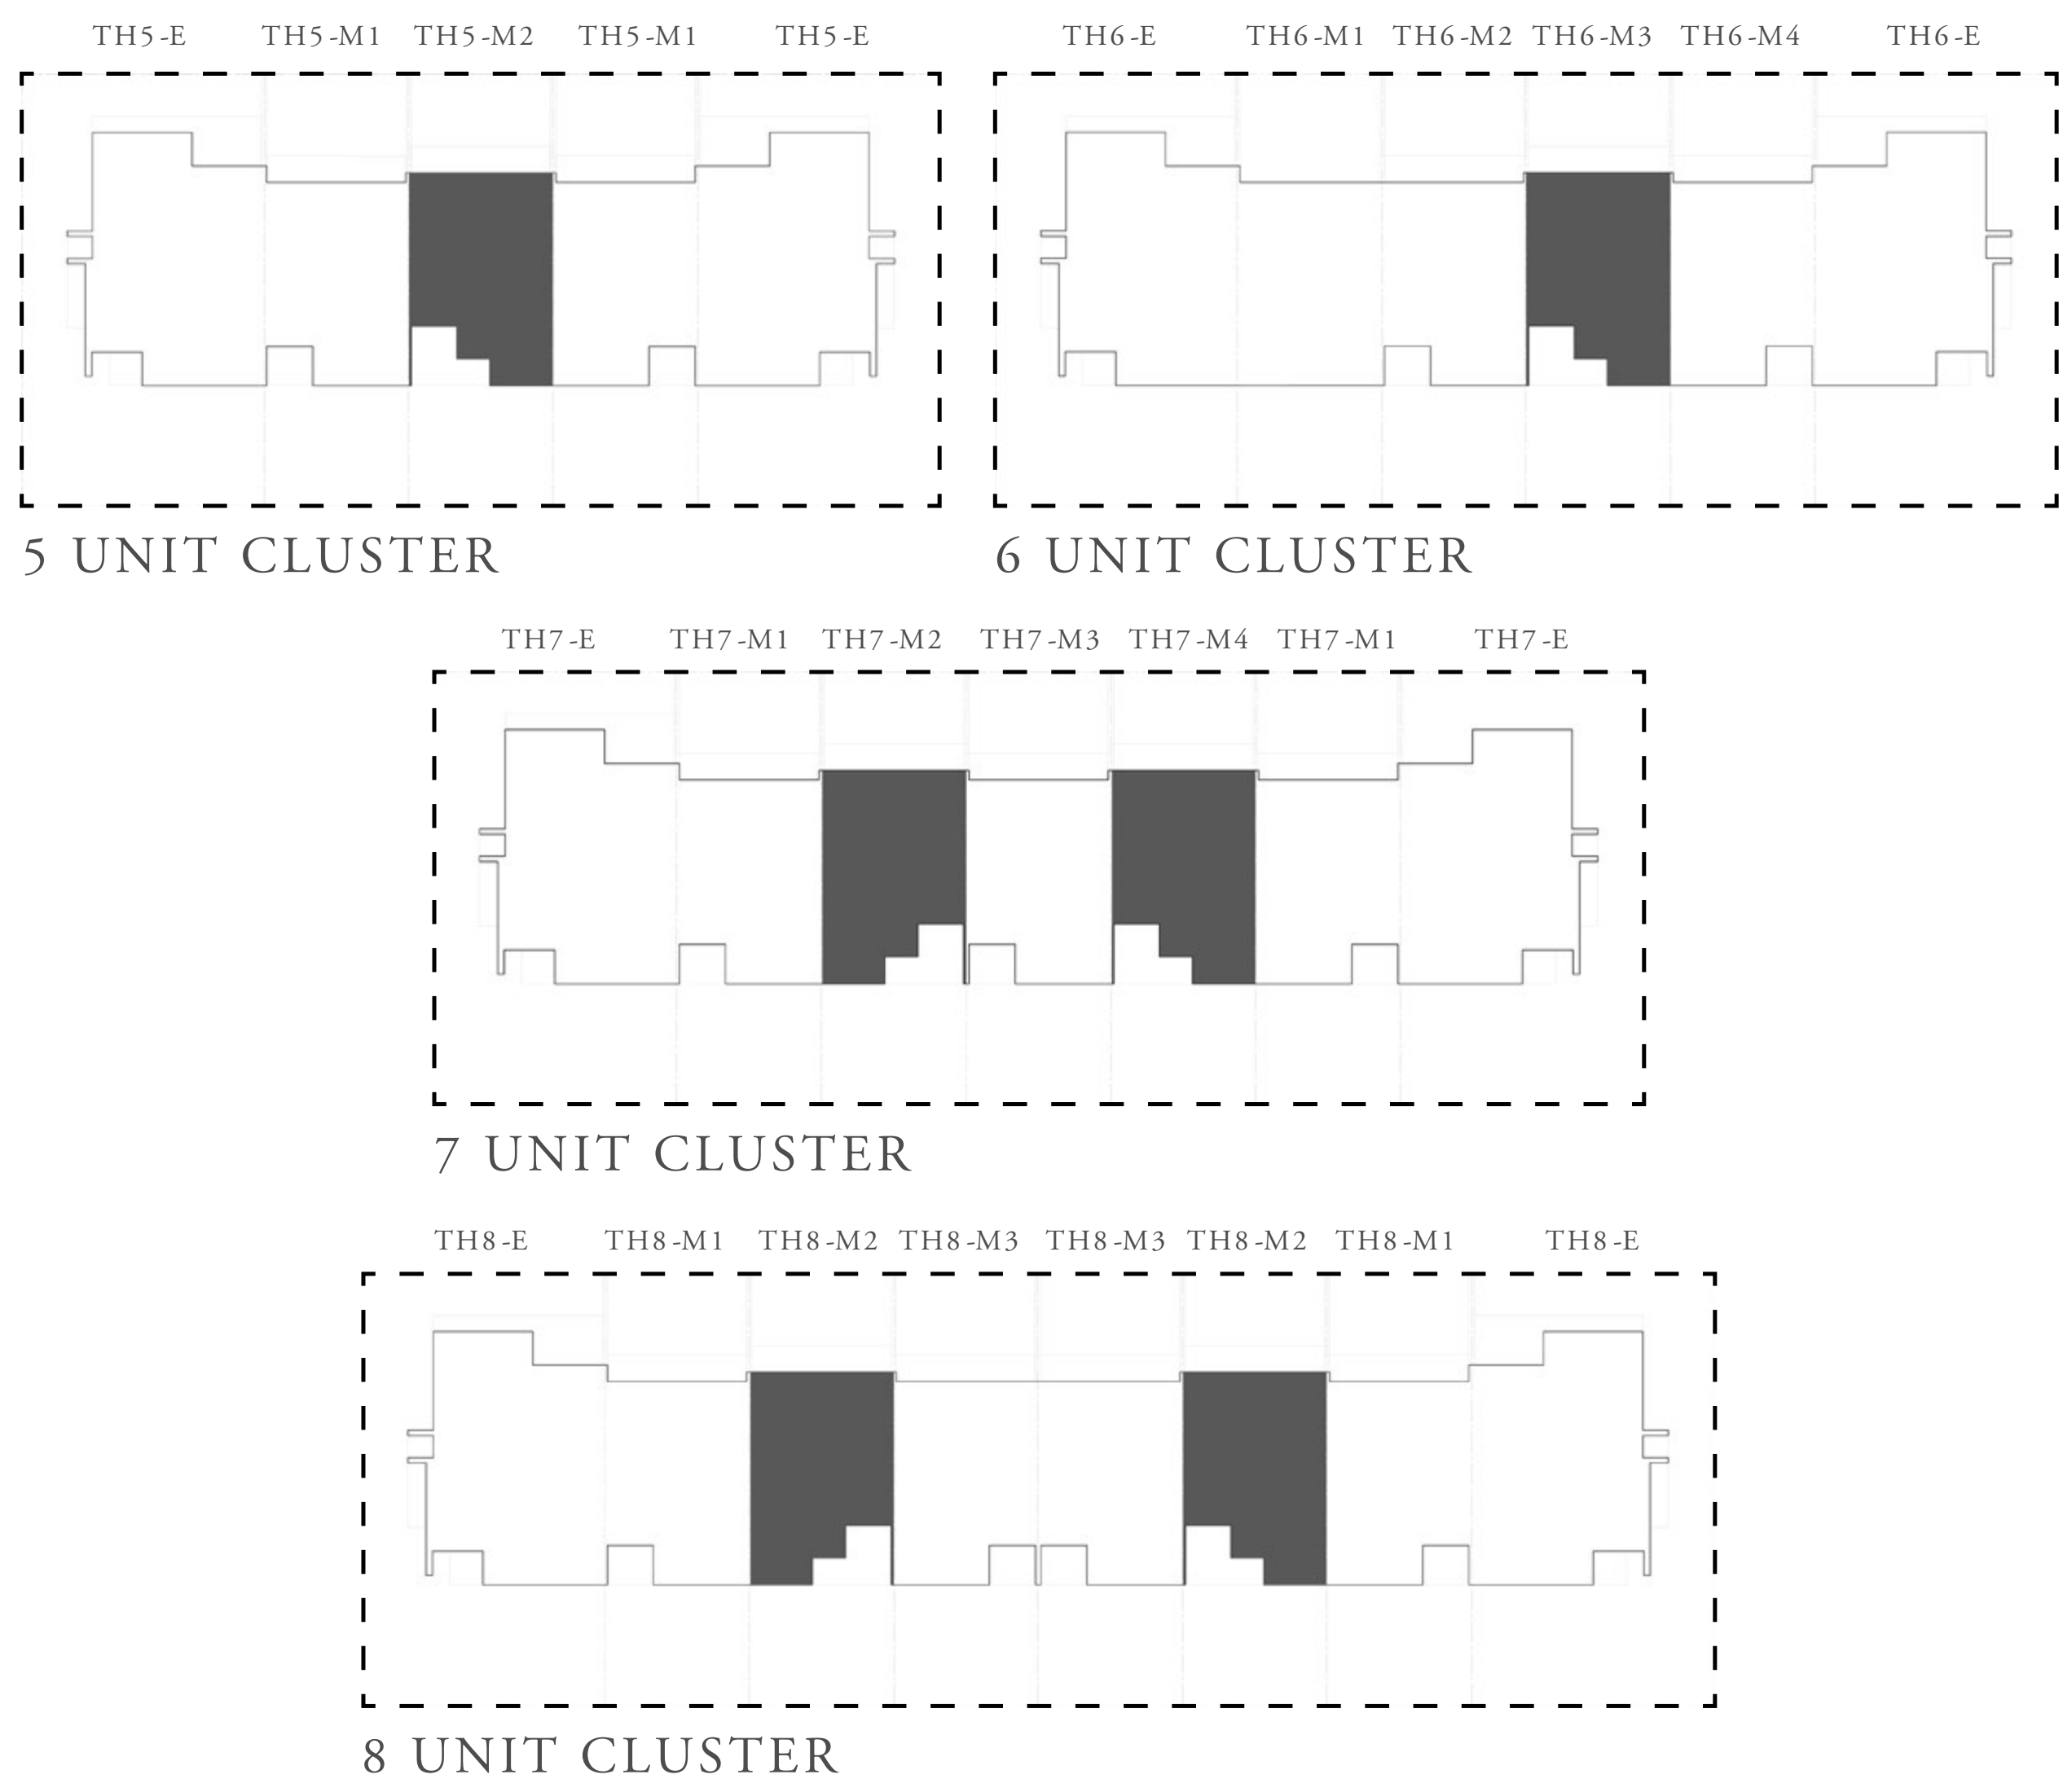 TH5-E TH5-M1 TH5-M2 TH5-M1 TH5-E
5 UNIT CLUSTER
TH6-E TH6-M1 TH6-M2 TH6-M3 TH6-M4 TH6-E
6 UNIT CLUSTER
TH7-E TH7-M1 TH7-M2 TH7-M3 TH7-M4 TH7-M1 TH7-E
7 UNIT CLUSTER
TH8-E TH8-M1 TH8-M2 TH8-M3 TH8-M3 TH8-M2 TH8-M1 TH8-E
8 UNIT CLUSTER